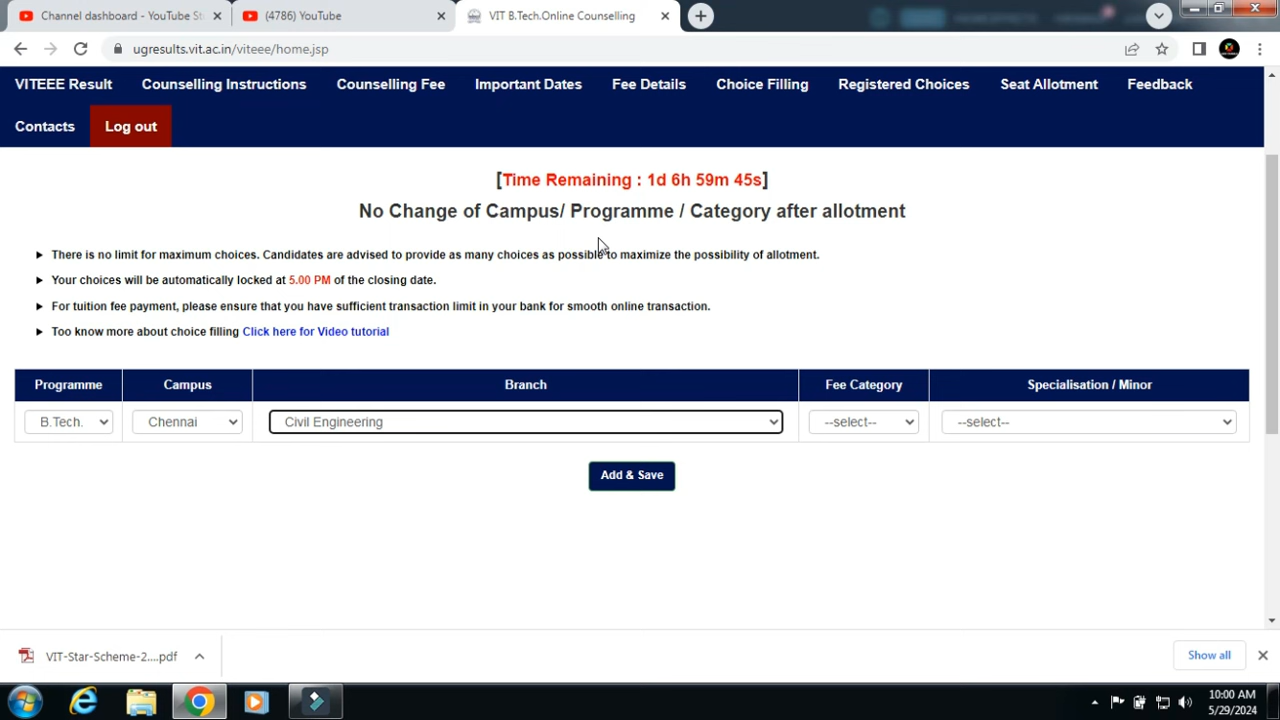 Channel dashboard - YouTube St
(4786) YouTube
VIT B.Tech.Online Counselling
ugresults.vit.ac.in/viteee/home.jsp
VITEEE Result Counselling Instructions Counselling Fee Important Dates Fee Details Choice Filling Registered Choices Seat Allotment Feedback
Contacts Log out
[Time Remaining : 1d 6h 59m 45s]
No Change of Campus/ Programme / Category after allotment
There is no limit for maximum choices. Candidates are advised to provide as many choices as possible to maximize the possibility of allotment.
Your choices will be automatically locked at 5.00 PM of the closing date.
For tuition fee payment, please ensure that you have sufficient transaction limit in your bank for smooth online transaction.
Too know more about choice filling Click here for Video tutorial
Programme Campus Branch Fee Category Specialisation / Minor
B.Tech. Chennai Civil Engineering --select-- --select--
Add & Save
VIT-Star-Scheme-2....pdf
Show all
10:00 AM
5/29/2024